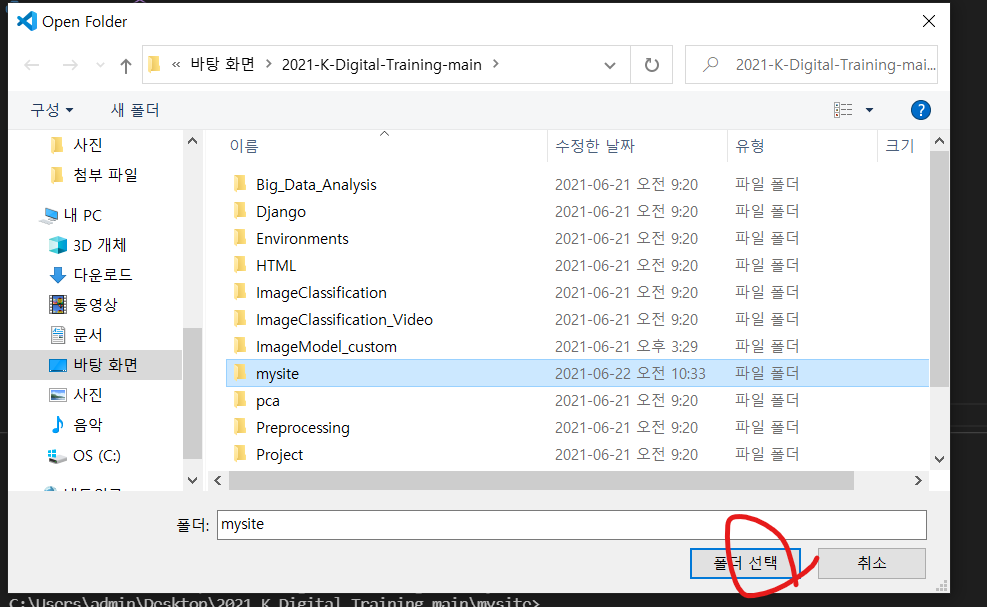 Open Folder
« 바탕 화면 > 2021-K-Digital-Training-main >
2021-K-Digital-Training-mai...
구성
새 폴더
사진
첨부 파일
내 PC
3D 개체
다운로드
동영상
문서
바탕 화면
사진
음악
OS (C:)
이름 수정한 날짜 유형 크기
Big_Data_Analysis 2021-06-21 오전 9:20 파일 폴더
Django 2021-06-21 오전 9:20 파일 폴더
Environments 2021-06-21 오전 9:20 파일 폴더
HTML 2021-06-21 오전 9:20 파일 폴더
ImageClassification 2021-06-21 오전 9:20 파일 폴더
ImageClassification_Video 2021-06-21 오전 9:20 파일 폴더
ImageModel_custom 2021-06-21 오후 3:29 파일 폴더
mysite 2021-06-22 오전 10:33 파일 폴더
pca 2021-06-21 오전 9:20 파일 폴더
Preprocessing 2021-06-21 오전 9:20 파일 폴더
Project 2021-06-21 오전 9:20 파일 폴더
폴더: mysite
폴더 선택
취소
C:\Users\admin\Desktop\2021-K-Digital-Training-main\mysite>